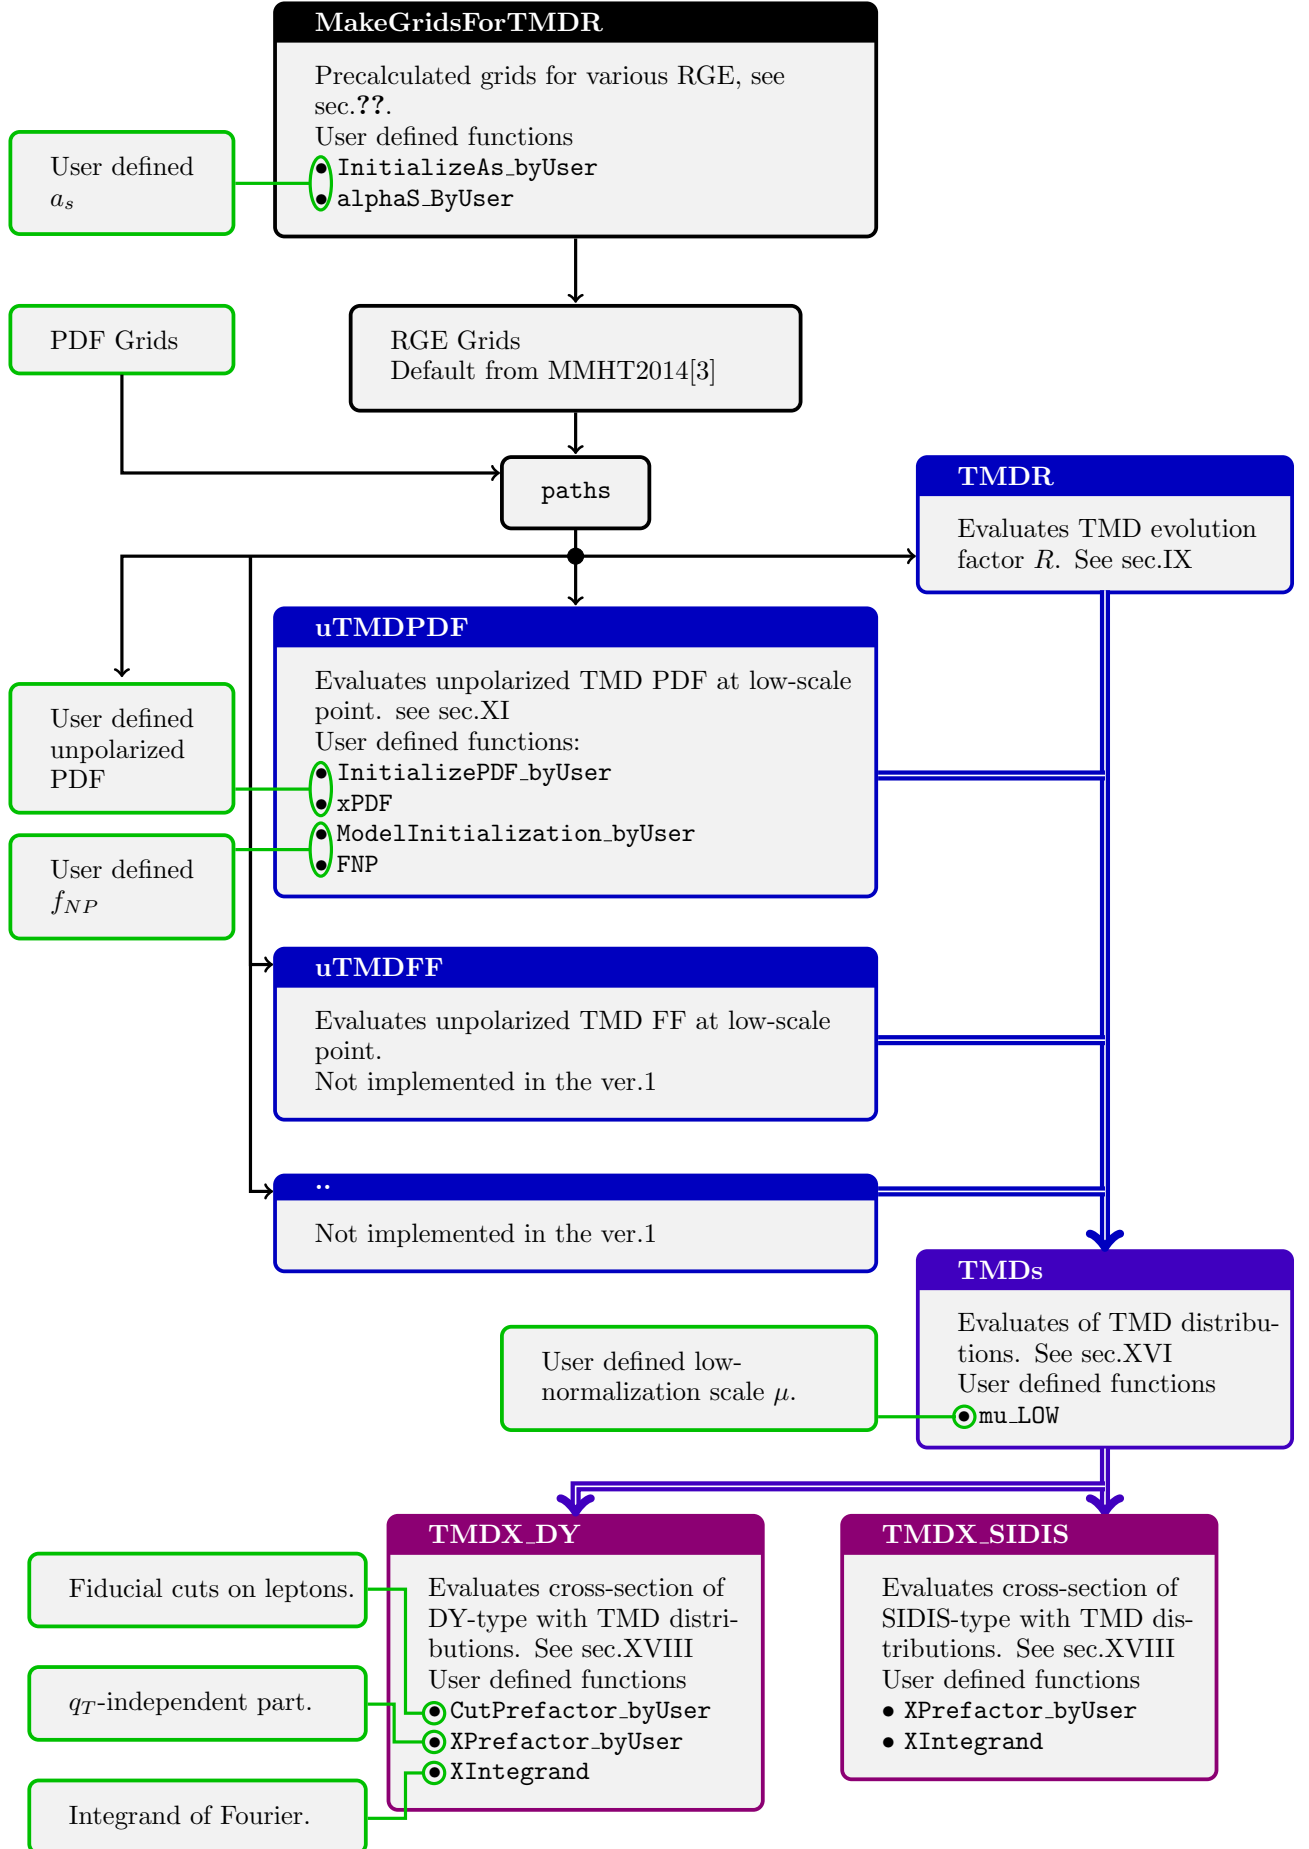 MakeGridsForTMDR
Precalculated grids for various RGE, see
sec.??.
User defined functions
• InitializeAs_byUser
• alphaS_ByUser
User defined
a_s
PDF Grids
RGE Grids
Default from MMHT2014[3]
paths
TMDR
Evaluates TMD evolution
factor R. See sec.IX
uTMDPDF
Evaluates unpolarized TMD PDF at low-scale
point. see sec.XI
User defined functions:
• InitializePDF_byUser
• xPDF
• ModelInitialization_byUser
• FNP
User defined
unpolarized
PDF
User defined
f_{NP}
uTMDFF
Evaluates unpolarized TMD FF at low-scale
point.
Not implemented in the ver.1
..
Not implemented in the ver.1
TMDs
Evaluates of TMD distribu-
tions. See sec.XVI
User defined functions
• mu_LOW
User defined low-
normalization scale μ.
TMDX_DY
Evaluates cross-section of
DY-type with TMD distri-
butions. See sec.XVIII
User defined functions
• CutPrefactor_byUser
• XPrefactor_byUser
• XIntegrand
TMDX_SIDIS
Evaluates cross-section of
SIDIS-type with TMD dis-
tributions. See sec.XVIII
User defined functions
• XPrefactor_byUser
• XIntegrand
Fiducial cuts on leptons.
q_T-independent part.
Integrand of Fourier.